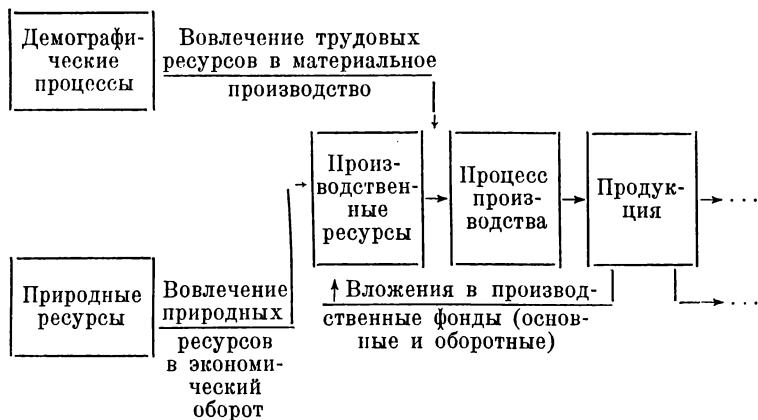 Демографи-
ческие
процессы
Вовлечение трудовых
ресурсов в материальное
производство
Произ-
водствен-
ные
ресурсы
Процесс
произ-
водства
Продук-
ция
...
Природные
ресурсы
Вовлечение
природных
ресурсов
в экономи-
ческий
оборот
Вложения в производ-
ственные фонды (основ-
ные и оборотные)
...